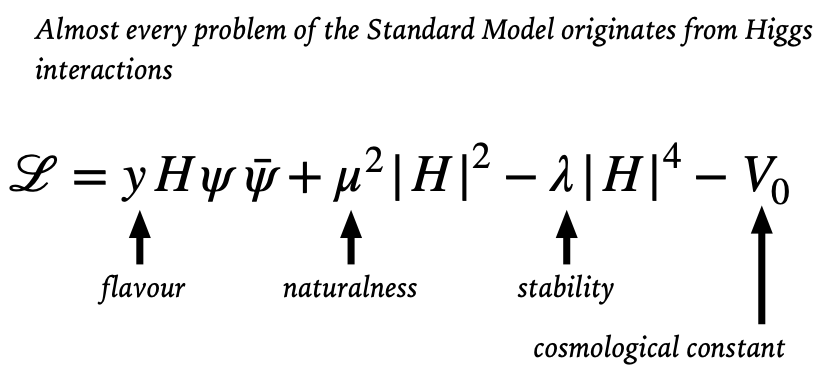 Almost every problem of the Standard Model originates from Higgs
interactions
ℒ = y H ψ ψ̄ + μ²|H|² − λ|H|⁴ − V₀
flavour naturalness stability
cosmological constant